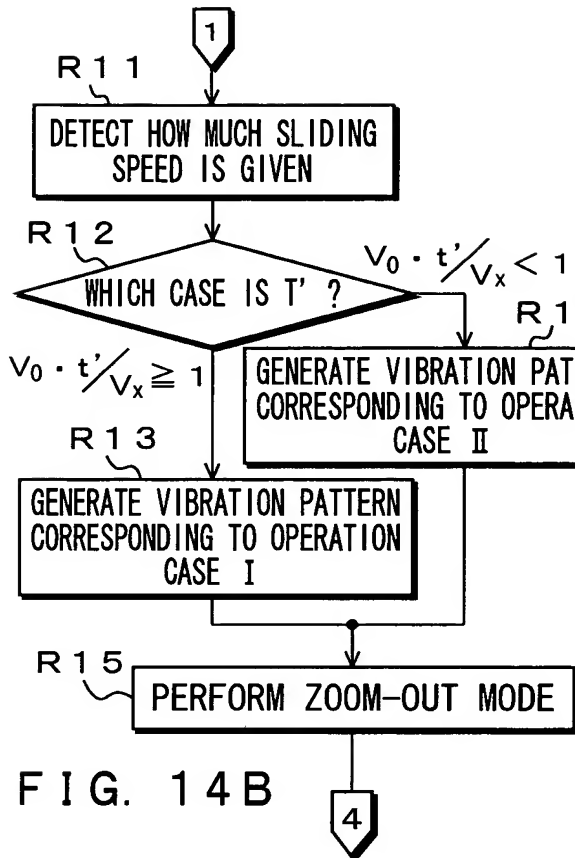 1
R11
DETECT HOW MUCH SLIDING
SPEED IS GIVEN
R12
WHICH CASE IS T' ?
V0 · t'/Vx < 1
V0 · t'/Vx ≧ 1
R1
GENERATE VIBRATION PAT
CORRESPONDING TO OPERA
CASE II
R13
GENERATE VIBRATION PATTERN
CORRESPONDING TO OPERATION
CASE I
R15
PERFORM ZOOM-OUT MODE
FIG. 14B
4